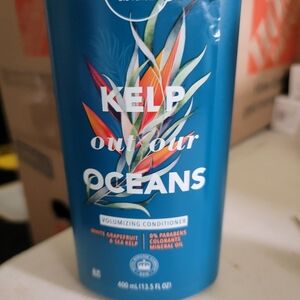 KELP
out our
OCEANS
VOLUMIZING CONDITIONER
WHITE GRAPEFRUIT
& SEA KELP
0% PARABENS
COLORANTS
MINERAL OIL
400 mL (13.5 FL OZ)